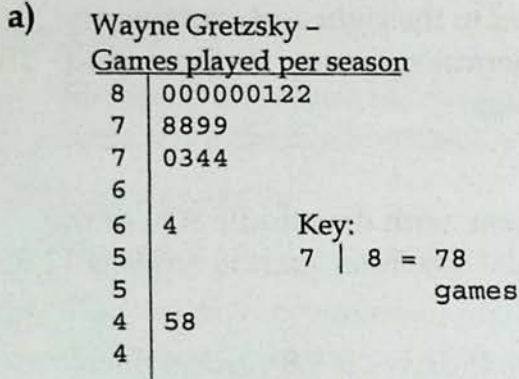 a) Wayne Gretzsky –
Games played per season
8 | 000000122
7 | 8899
7 | 0344
6 |
6 | 4 Key:
5 | 7 | 8 = 78
5 | games
4 | 58
4 |